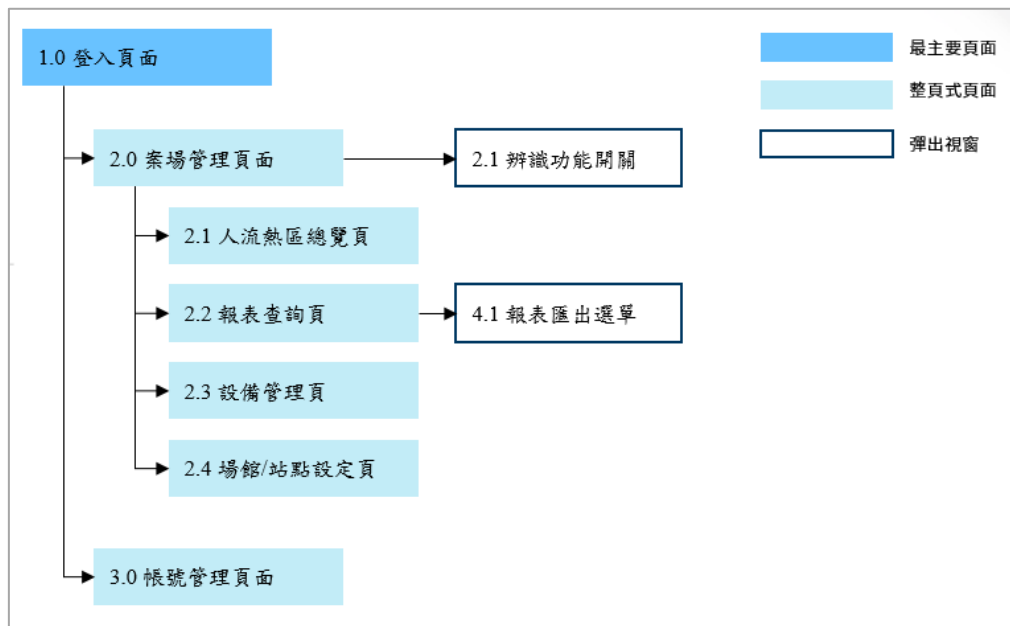 1.0 登入頁面
最主要頁面
整頁式頁面
彈出視窗
2.0 案場管理頁面
2.1 辨識功能開關
2.1 人流熱區總覽頁
2.2 報表查詢頁
4.1 報表匯出選單
2.3 設備管理頁
2.4 場館/站點設定頁
3.0 帳號管理頁面